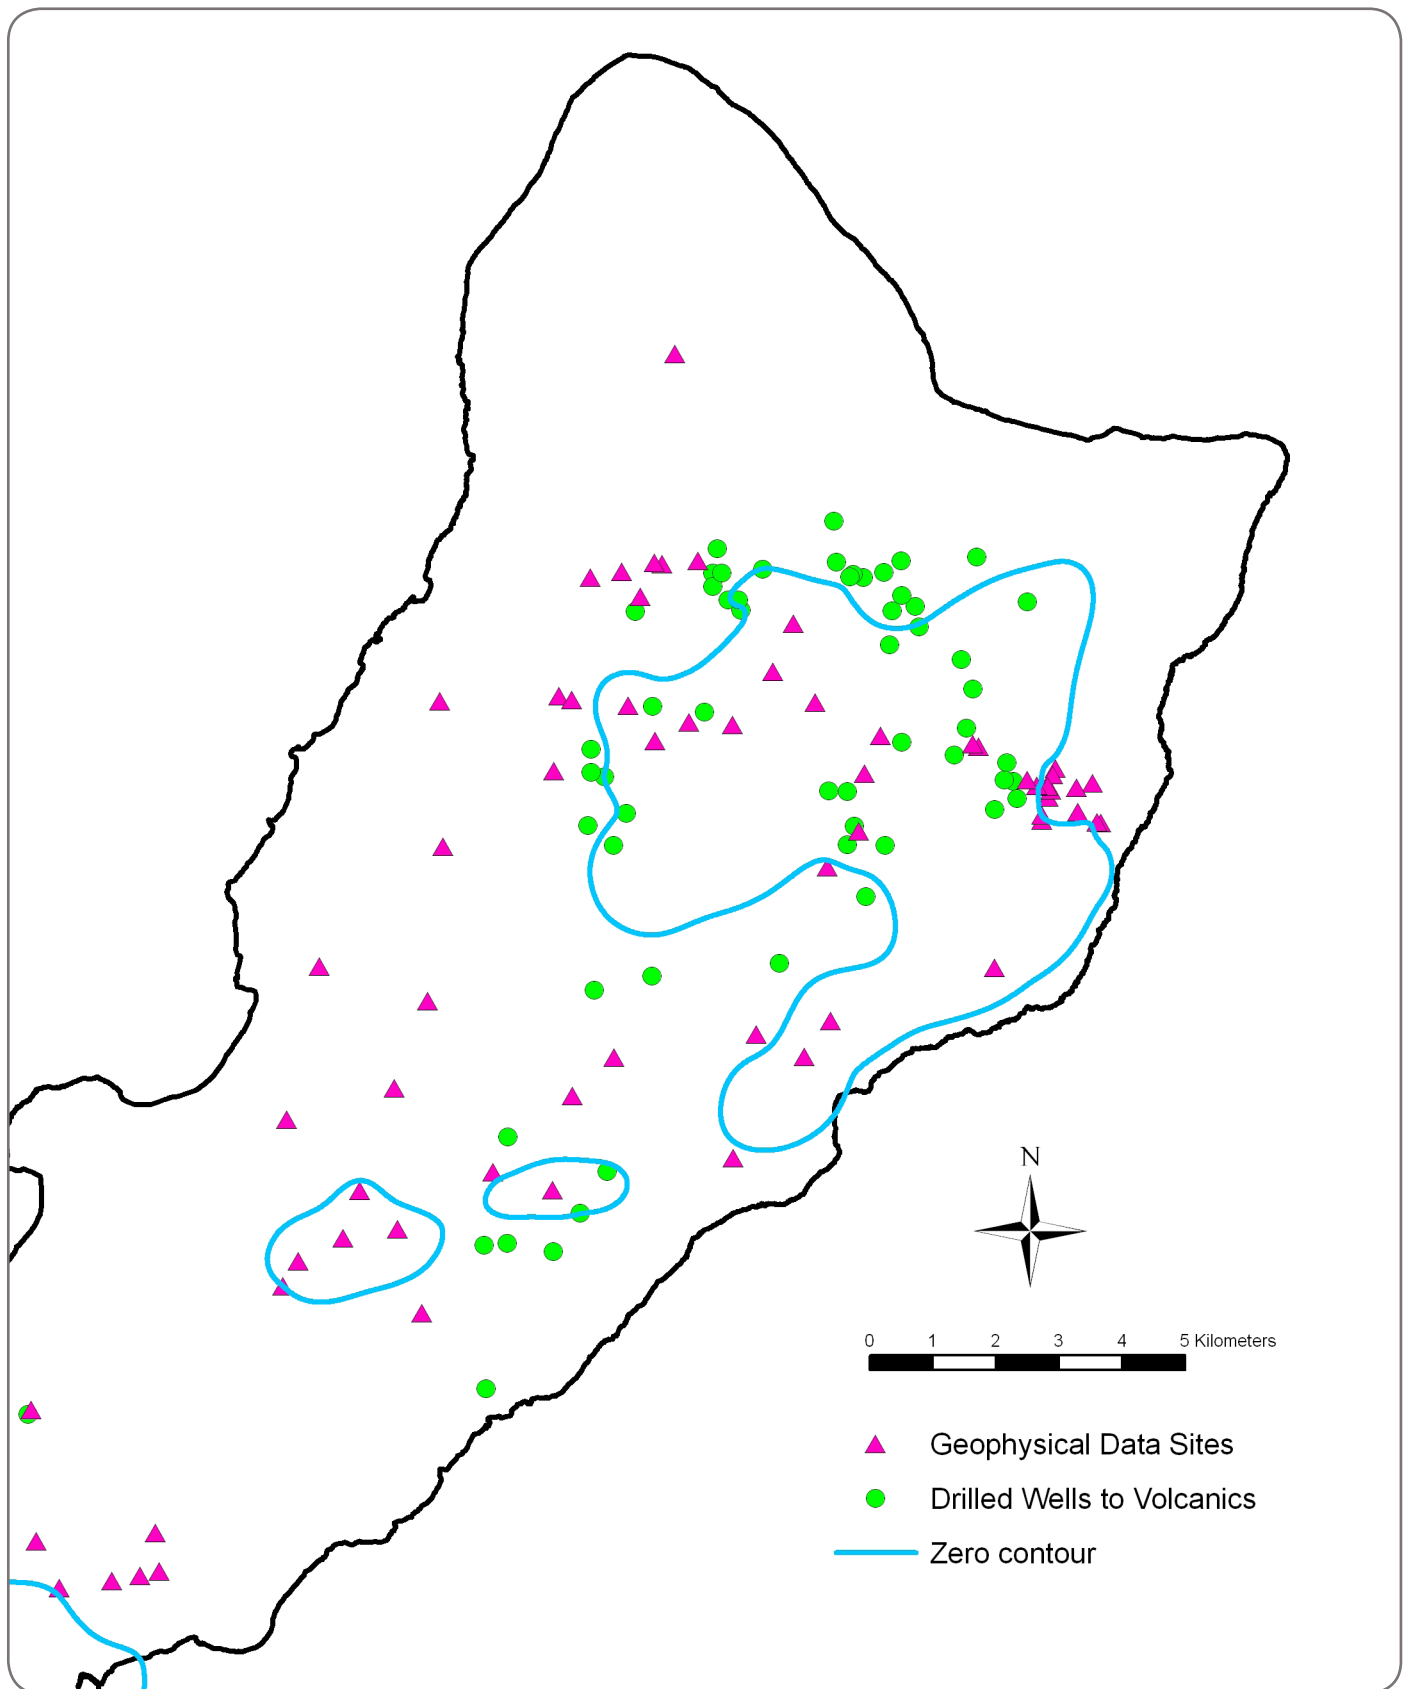 N
0 1 2 3 4 5 Kilometers
Geophysical Data Sites
Drilled Wells to Volcanics
Zero contour